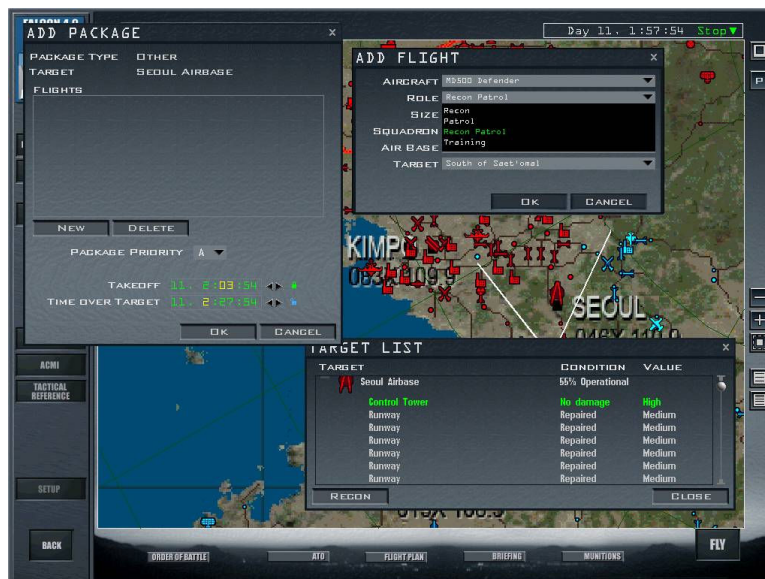 FALCON 4.0
ADD PACKAGE
PACKAGE TYPE OTHER
TARGET SEOUL AIRBASE
FLIGHTS
NEW DELETE
PACKAGE PRIORITY A
TAKEOFF 11. 2:03:54
TIME OVER TARGET 11. 2:27:54
OK CANCEL
Day 11. 1:57:54 Stop
ADD FLIGHT
AIRCRAFT MD500 Defender
ROLE Recon Patrol
SIZE
Recon
Patrol
SQUADRON
Recon Patrol
AIR BASE
Training
TARGET South of Saet'omal
OK CANCEL
KIMP
SEOUL
TARGET LIST
TARGET CONDITION VALUE
Seoul Airbase 55% Operational
Control Tower No damage High
Runway Repaired Medium
Runway Repaired Medium
Runway Repaired Medium
Runway Repaired Medium
Runway Repaired Medium
Runway Repaired Medium
RECON CLOSE
ACMI
TACTICAL
REFERENCE
SETUP
BACK
ORDER OF BATTLE ATO FLIGHT PLAN BRIEFING MUNITIONS FLY